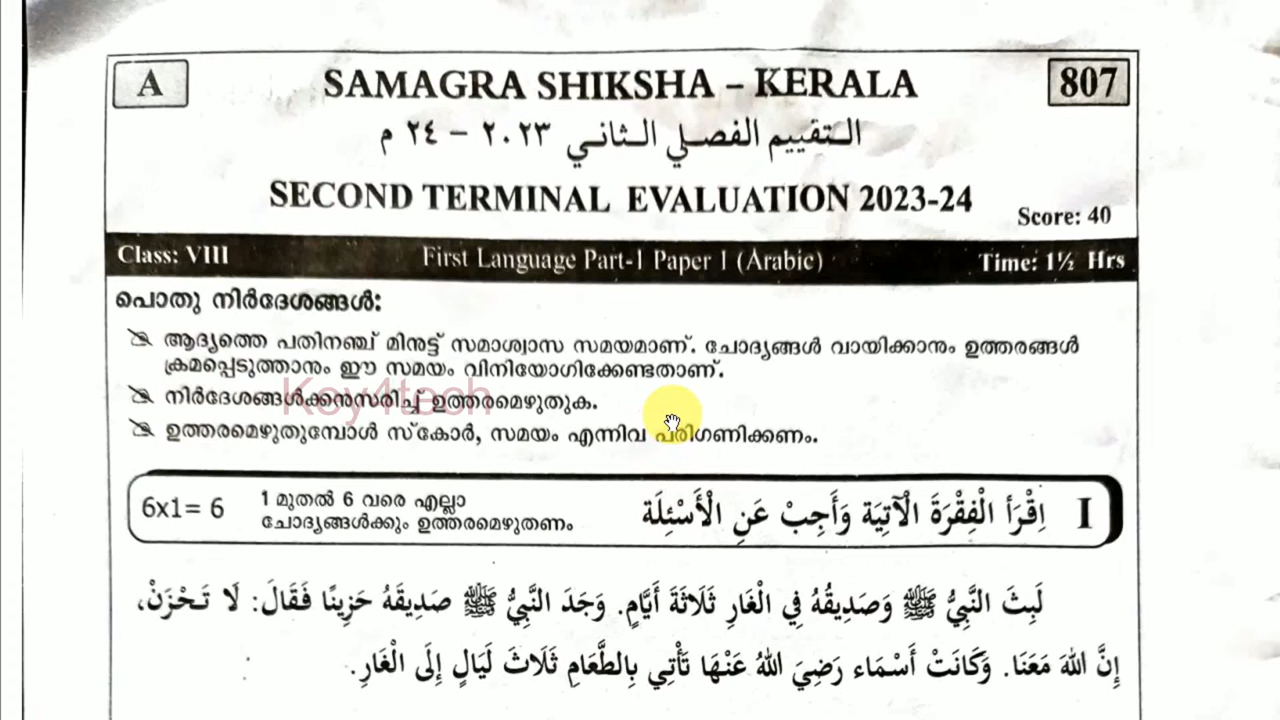 A
SAMAGRA SHIKSHA – KERALA
807
التقييم الفصلي الثاني ٢٠٢٣ – ٢٤ م
SECOND TERMINAL EVALUATION 2023-24
Score: 40
Class: VIII
First Language Part-1 Paper I (Arabic)
Time: 1½ Hrs
പൊതു നിർദേശങ്ങൾ:
ആദ്യത്തെ പതിനഞ്ച് മിനുട്ട് സമാശ്വാസ സമയമാണ്. ചോദ്യങ്ങൾ വായിക്കാനും ഉത്തരങ്ങൾ
ക്രമപ്പെടുത്താനും ഈ സമയം വിനിയോഗിക്കേണ്ടതാണ്.
നിർദേശങ്ങൾക്കനുസരിച്ച് ഉത്തരമെഴുതുക.
Key4tech
ഉത്തരമെഴുതുമ്പോൾ സ്കോർ, സമയം എന്നിവ പരിഗണിക്കണം.
I اِقْرَأ الْفِقْرَةَ الْآتِيَة وَأَجِبْ عَنِ الْأَسْئِلَة
1 മുതൽ 6 വരെ എല്ലാ
ചോദ്യങ്ങൾക്കും ഉത്തരമെഴുതണം
6x1= 6
لَبِثَ النَّبِيُّ ﷺ وَصَدِيقُهُ فِي الْغَارِ ثَلَاثَةَ أَيَّامٍ. وَجَدَ النَّبِيُّ ﷺ صَدِيقَهُ حَزِينًا فَقَالَ: لَا تَحْزَنْ،
إِنَّ اللهَ مَعَنَا. وَكَانَتْ أَسْمَاء رَضِيَ اللهُ عَنْهَا تَأْتِي بِالطَّعَامِ ثَلَاثَ لَيَالٍ إِلَى الْغَارِ.